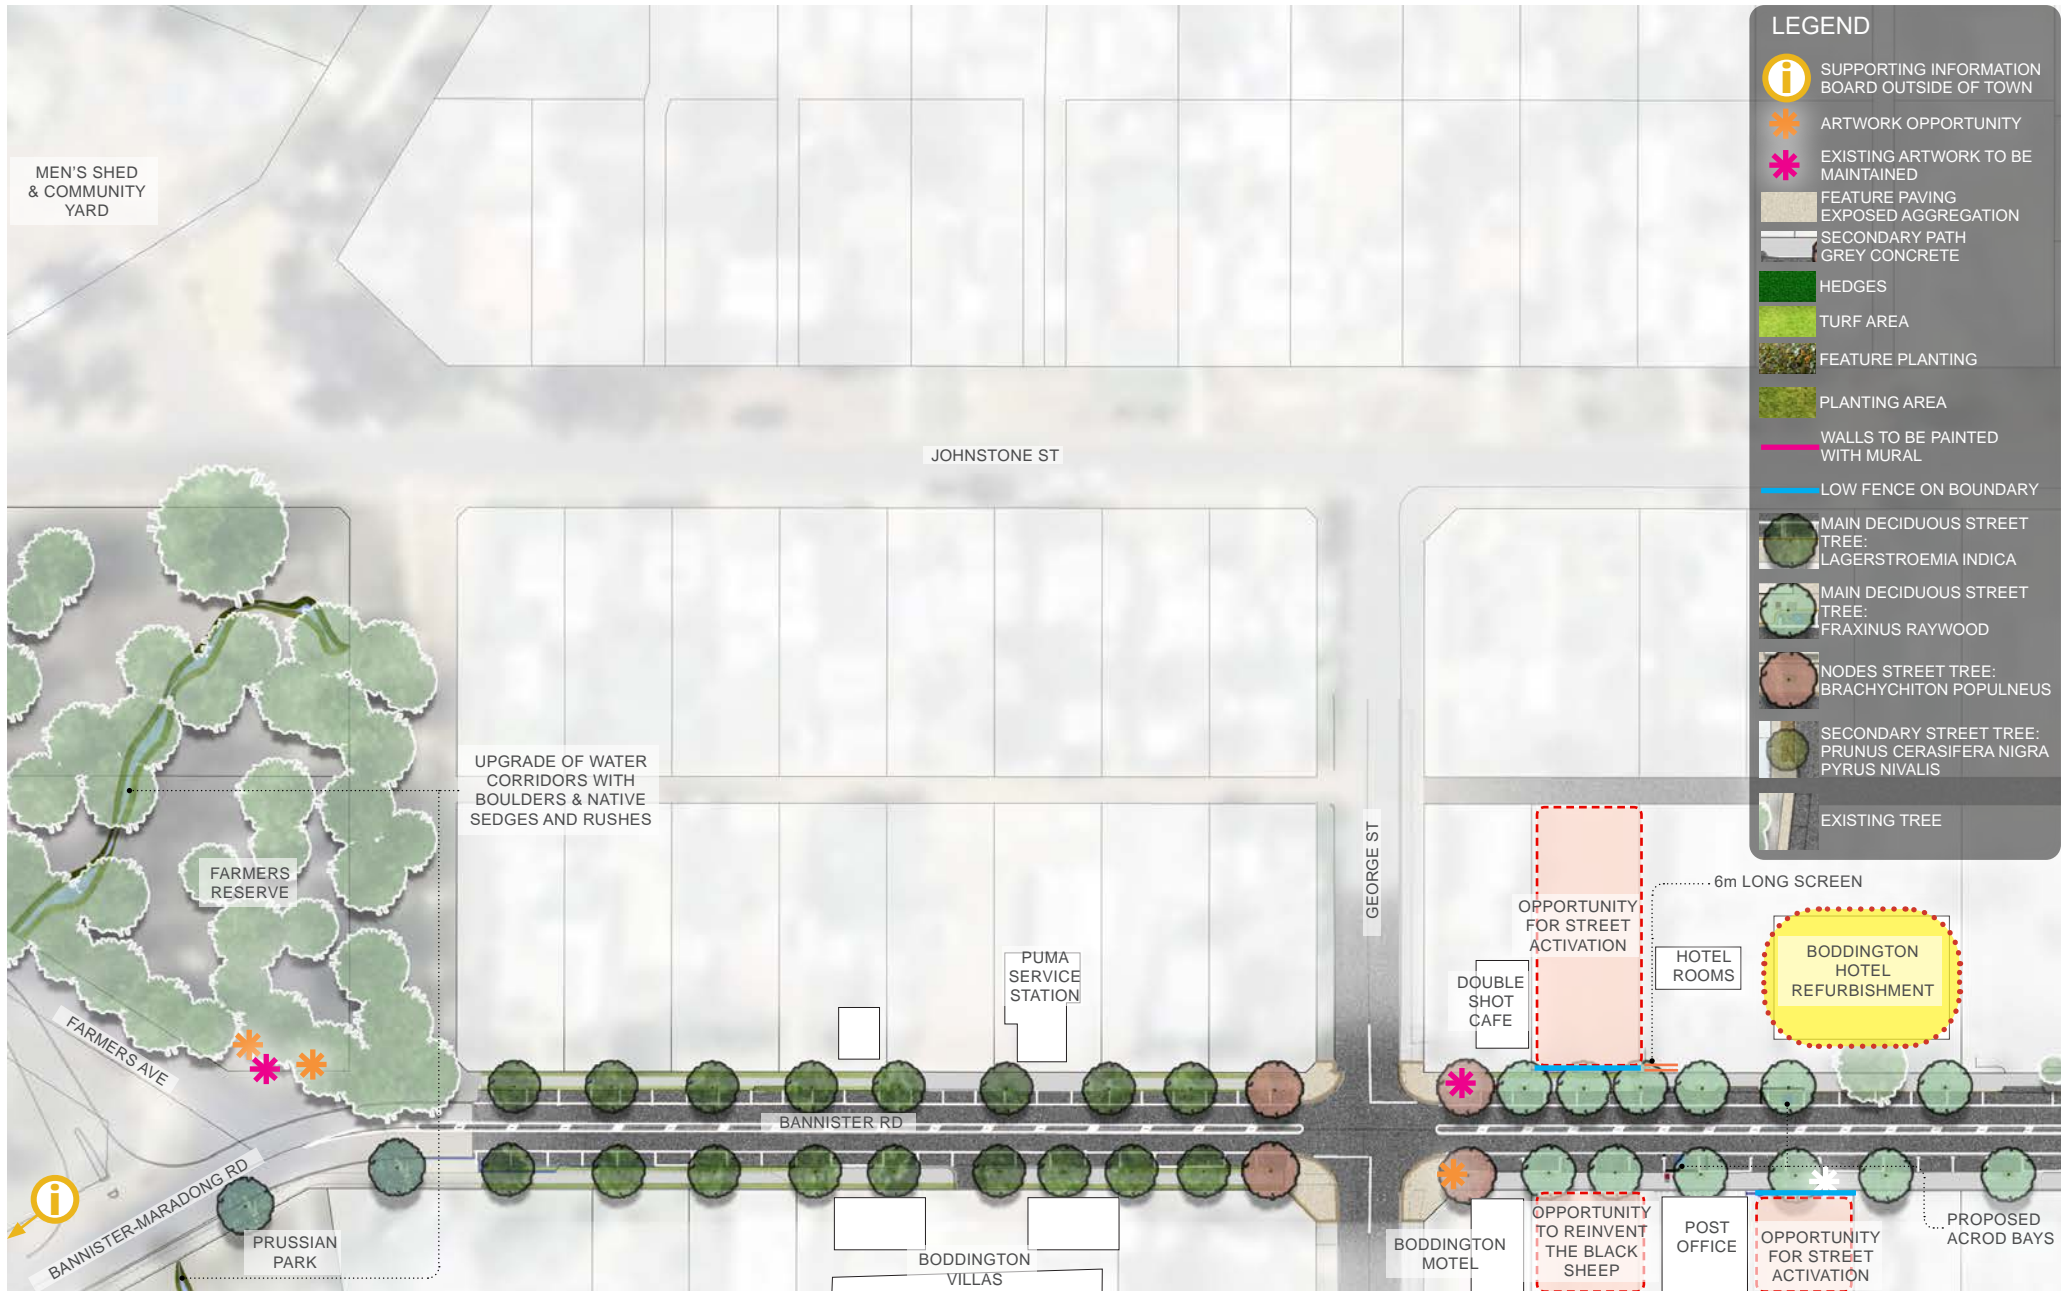 LEGEND
SUPPORTING INFORMATION
BOARD OUTSIDE OF TOWN
ARTWORK OPPORTUNITY
EXISTING ARTWORK TO BE
MAINTAINED
FEATURE PAVING
EXPOSED AGGREGATION
SECONDARY PATH
GREY CONCRETE
HEDGES
TURF AREA
FEATURE PLANTING
PLANTING AREA
WALLS TO BE PAINTED
WITH MURAL
LOW FENCE ON BOUNDARY
MAIN DECIDUOUS STREET
TREE:
LAGERSTROEMIA INDICA
MAIN DECIDUOUS STREET
TREE:
FRAXINUS RAYWOOD
NODES STREET TREE:
BRACHYCHITON POPULNEUS
SECONDARY STREET TREE:
PRUNUS CERASIFERA NIGRA
PYRUS NIVALIS
EXISTING TREE
MEN'S SHED
& COMMUNITY
YARD
JOHNSTONE ST
UPGRADE OF WATER
CORRIDORS WITH
BOULDERS & NATIVE
SEDGES AND RUSHES
FARMERS
RESERVE
GEORGE ST
6m LONG SCREEN
OPPORTUNITY
FOR STREET
ACTIVATION
HOTEL
ROOMS
BODDINGTON
HOTEL
REFURBISHMENT
PUMA
SERVICE
STATION
DOUBLE
SHOT
CAFE
FARMERS AVE
BANNISTER RD
BANNISTER-MARADONG RD
i
PRUSSIAN
PARK
BODDINGTON
VILLAS
BODDINGTON
MOTEL
OPPORTUNITY
TO REINVENT
THE BLACK
SHEEP
POST
OFFICE
OPPORTUNITY
FOR STREET
ACTIVATION
PROPOSED
ACROD BAYS